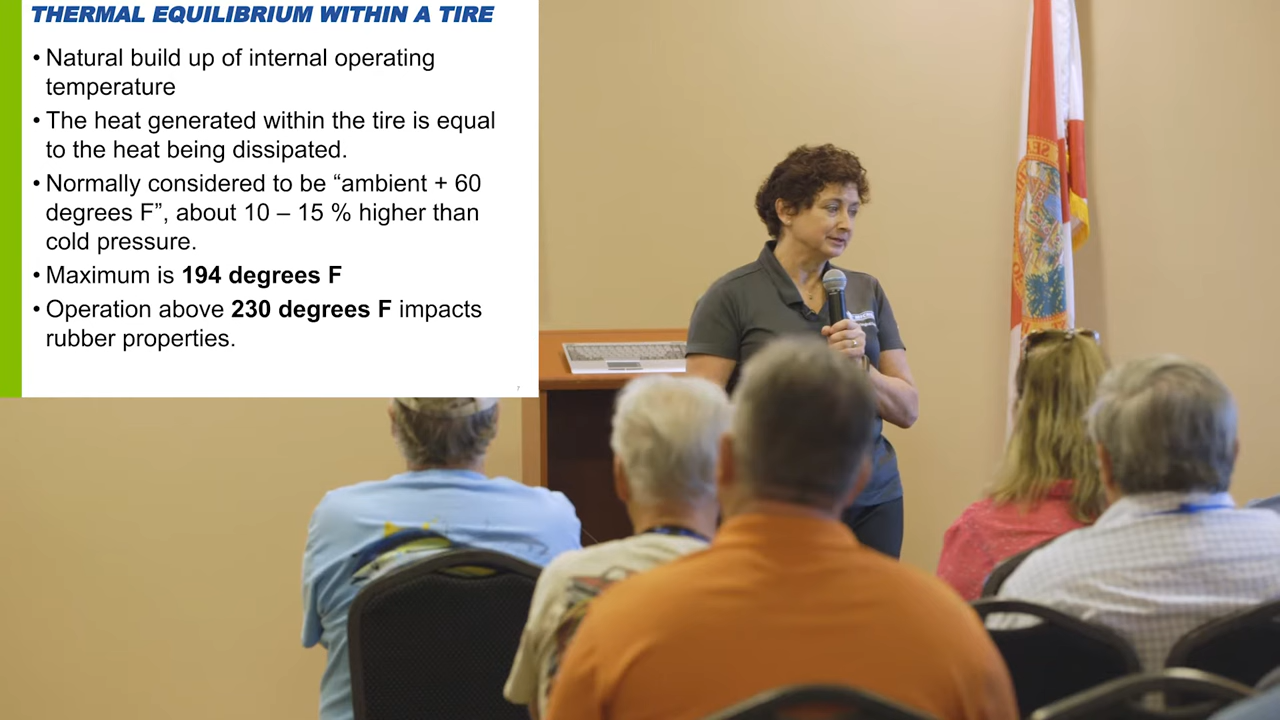 THERMAL EQUILIBRIUM WITHIN A TIRE
• Natural build up of internal operating
temperature
• The heat generated within the tire is equal
to the heat being dissipated.
• Normally considered to be “ambient + 60
degrees F”, about 10 – 15 % higher than
cold pressure.
• Maximum is 194 degrees F
• Operation above 230 degrees F impacts
rubber properties.
7